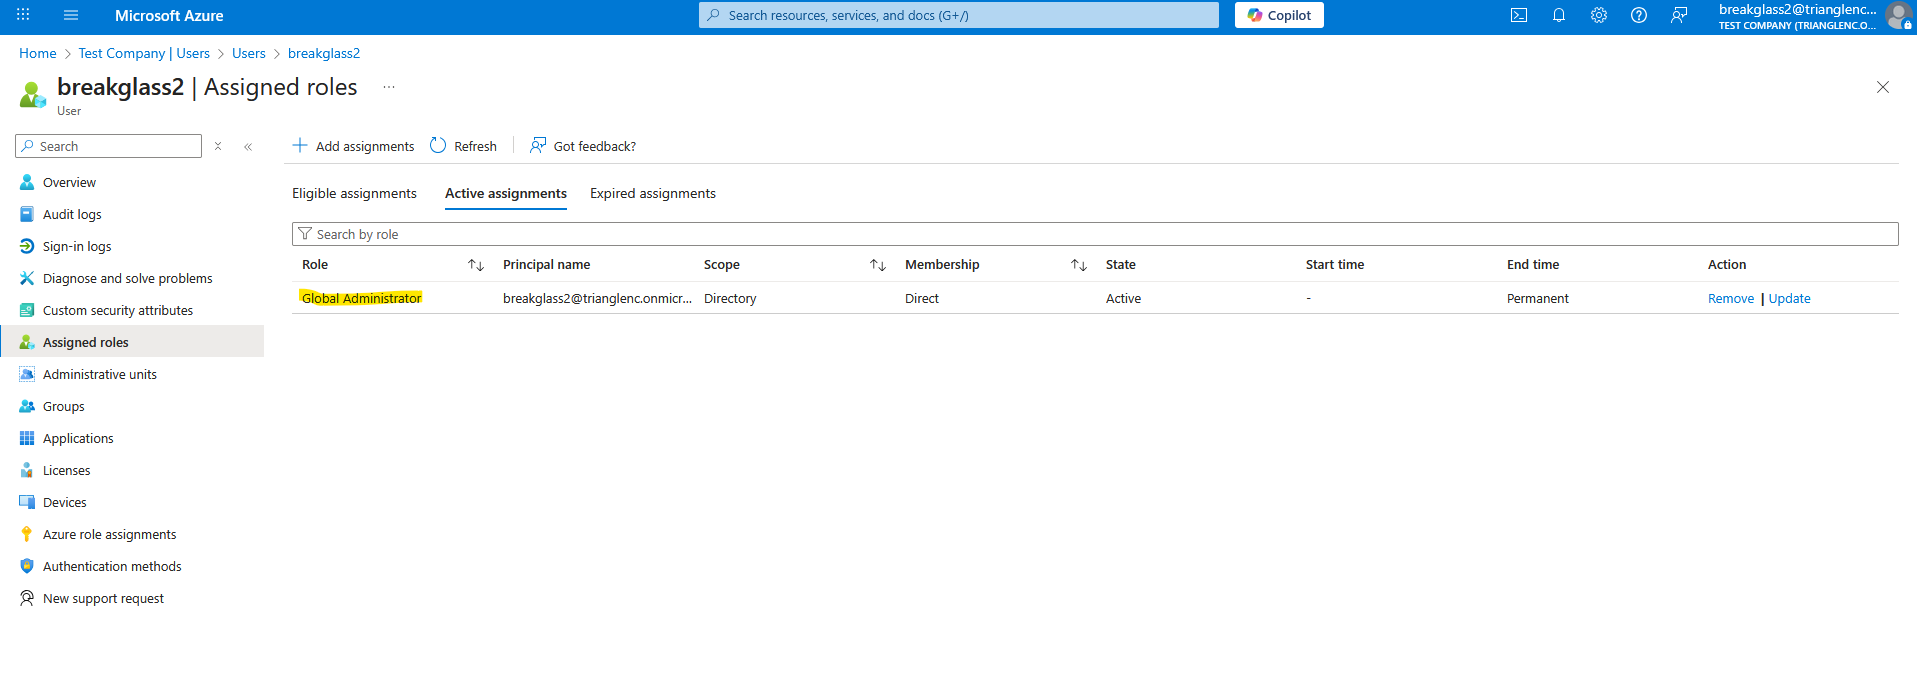 Microsoft Azure
Search resources, services, and docs (G+/)
Copilot
breakglass2@trianglenc...
TEST COMPANY (TRIANGLENC.O...
Home > Test Company | Users > Users > breakglass2
breakglass2 | Assigned roles ...
User
Search
Add assignments
Refresh
Got feedback?
Overview
Audit logs
Sign-in logs
Diagnose and solve problems
Custom security attributes
Assigned roles
Administrative units
Groups
Applications
Licenses
Devices
Azure role assignments
Authentication methods
New support request
Eligible assignments Active assignments Expired assignments
Search by role
Role Principal name Scope Membership State Start time End time Action
Global Administrator breakglass2@trianglenc.onmicr... Directory Direct Active - Permanent Remove | Update